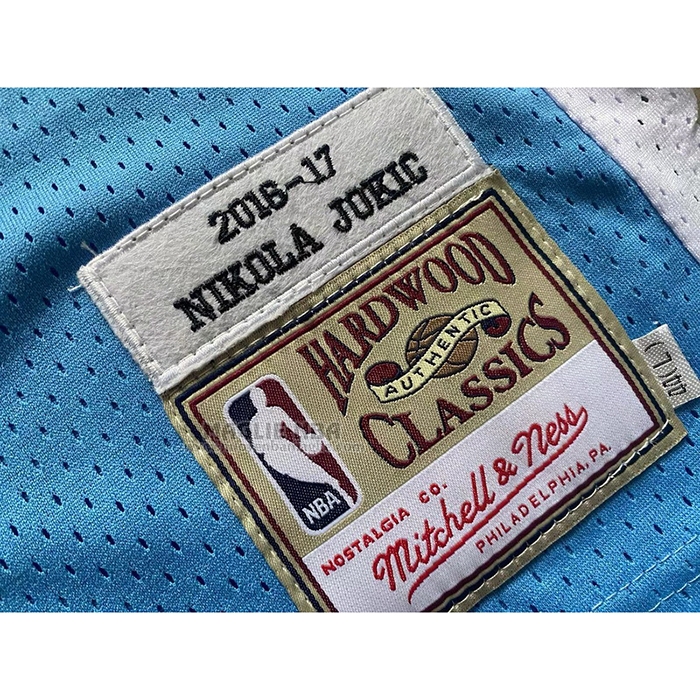 2016-17
NIKOLA JOKIC
HARDWOOD
AUTHENTIC
CLASSICS
NBA
NOSTALGIA CO.
Mitchell & Ness
PHILADELPHIA, PA.